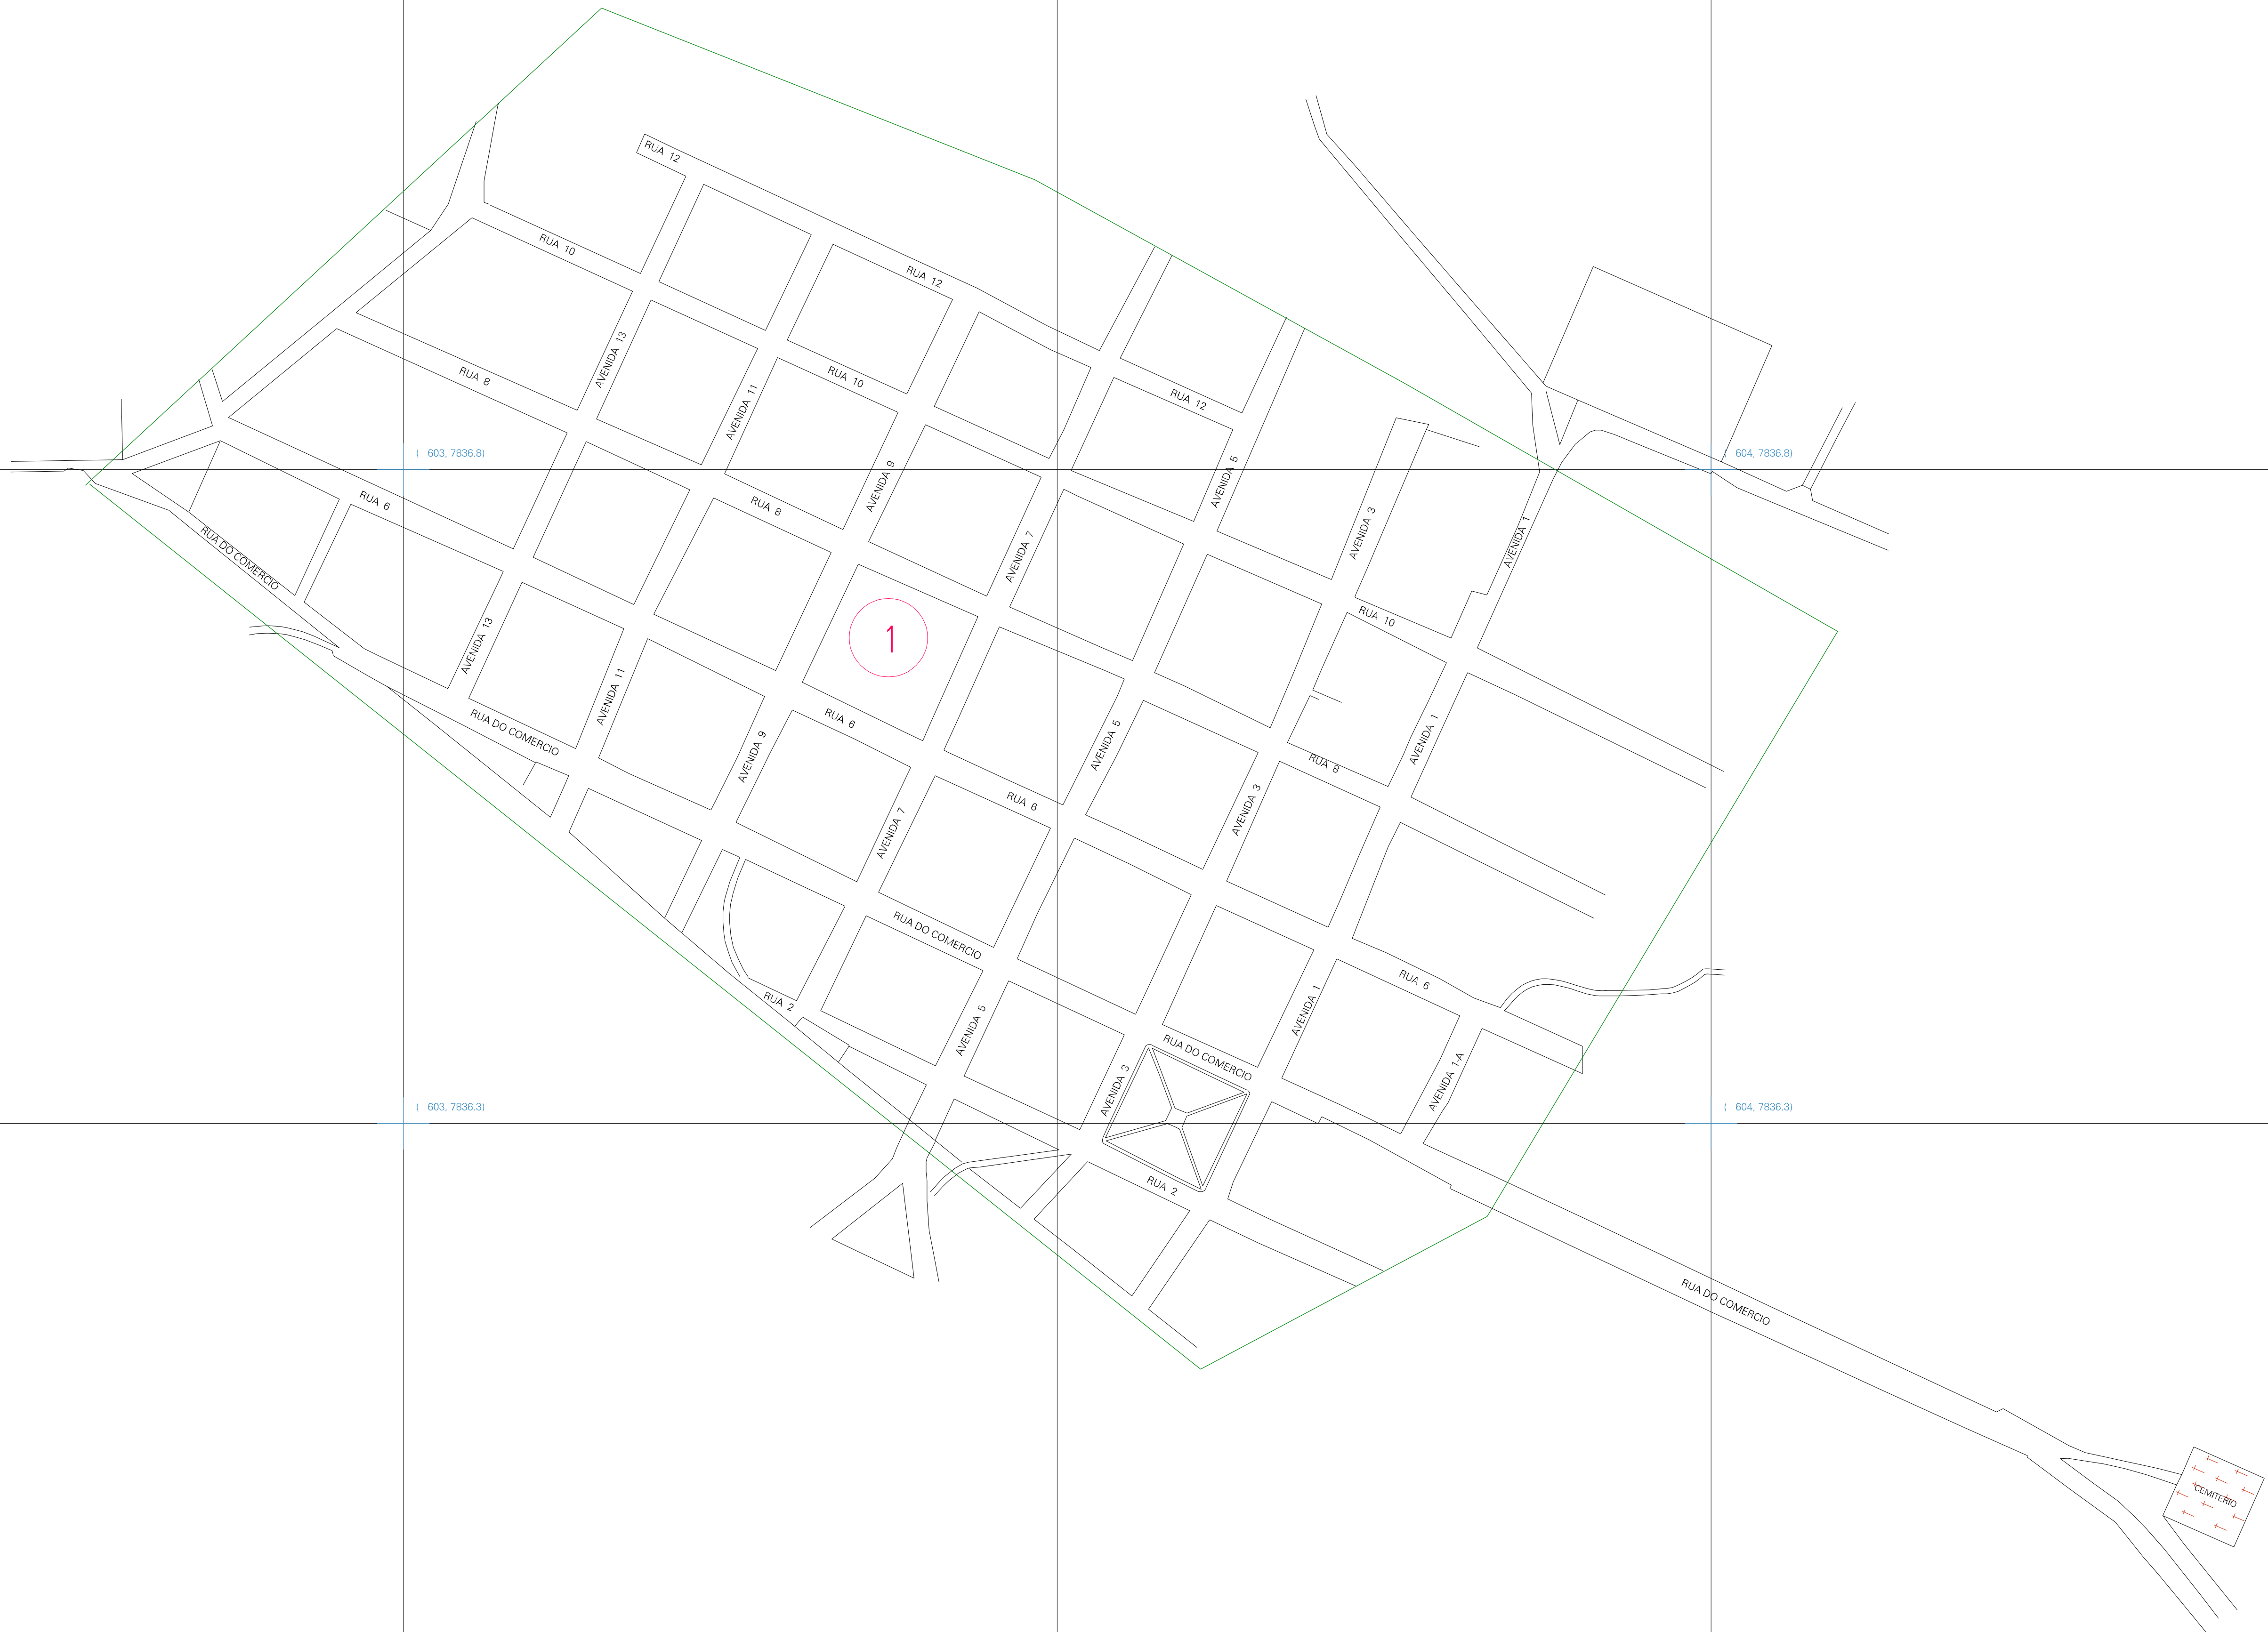 RUA 12
RUA 10
RUA 12
AVENIDA 13
RUA 8
RUA 10
AVENIDA 11
RUA 12
( 603, 7836.8)
( 604, 7836.8)
AVENIDA 9
AVENIDA 5
RUA 6
RUA 8
AVENIDA 3
AVENIDA 1
RUA DO COMERCIO
AVENIDA 7
RUA 10
1
AVENIDA 13
AVENIDA 11
RUA 6
RUA DO COMERCIO
AVENIDA 9
AVENIDA 5
AVENIDA 1
RUA 8
RUA 6
AVENIDA 3
AVENIDA 7
RUA DO COMERCIO
RUA 6
RUA 2
AVENIDA 1
AVENIDA 5
RUA DO COMERCIO
AVENIDA 3
AVENIDA 1-A
( 603, 7836.3)
( 604, 7836.3)
RUA 2
RUA DO COMERCIO
CEMITERIO